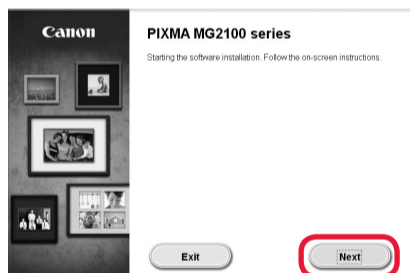 Canon
PIXMA MG2100 series
Starting the software installation. Follow the on-screen instructions.
Exit
Next